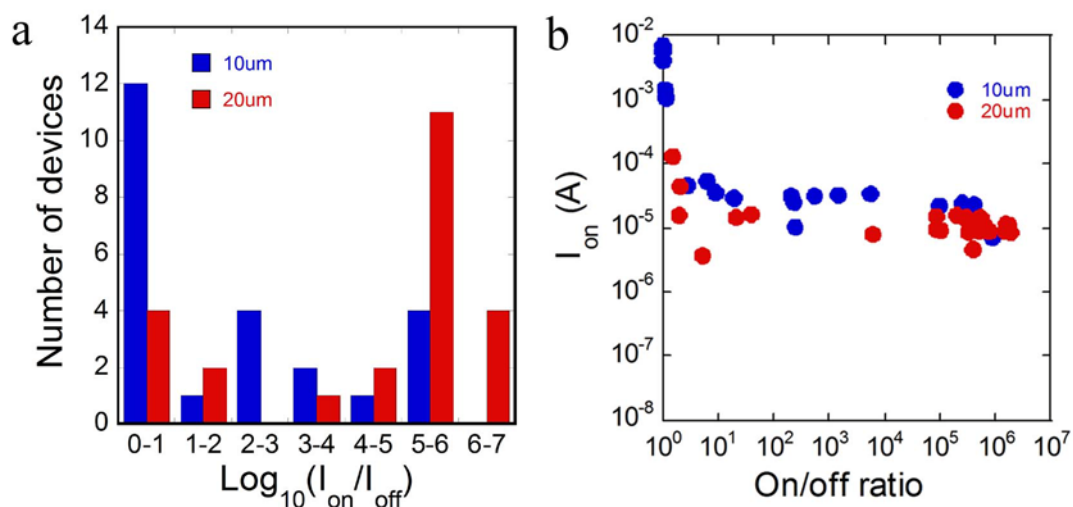 a
14
12
10
8
6
4
2
0
10um
20um
Number of devices
0-1 1-2 2-3 3-4 4-5 5-6 6-7
Log10(Ion/Ioff)
b
10-2
10-3
10-4
10-5
10-6
10-7
10-8
10um
20um
Ion (A)
100 101 102 103 104 105 106 107
On/off ratio